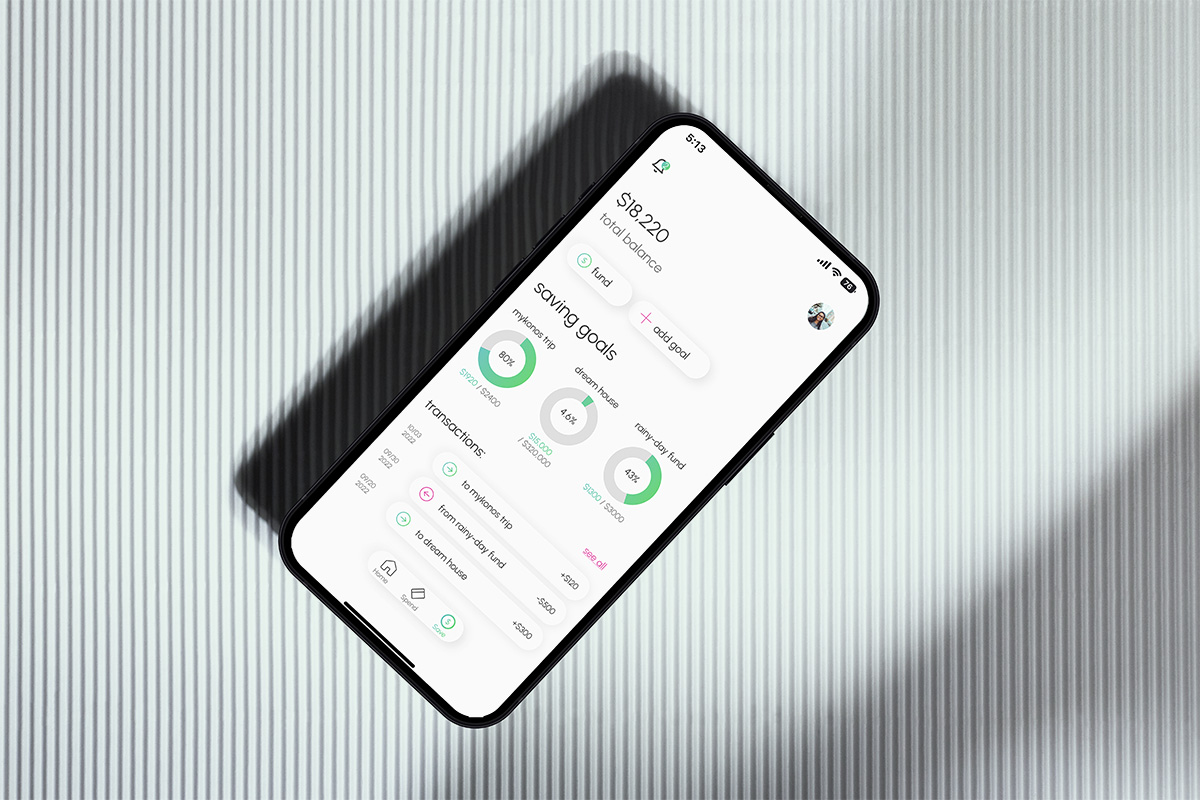 5:13
76
2
$18,220
total balance
fund
add goal
saving goals
mykonos trip
80%
$1920 / $2400
dream house
4.6%
$15.000
/ $320.000
rainy-day fund
43%
$1300 / $3000
transactions:
see all
10/03
2022
to mykonos trip
+$120
09/30
2022
from rainy-day fund
-$500
09/20
2022
to dream house
+$300
Home
Spend
Save